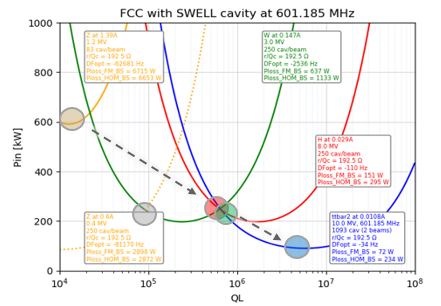 FCC with SWELL cavity at 601.185 MHz
Pin [kW]
1000
800
600
400
200
0
Z at 1.39A
1.2 MV
83 cav/beam
r/Qc = 192.5 Ω
DFopt = -62681 Hz
Ploss_FM_BS = 6715 W
Ploss_HOM_BS = 6653 W
W at 0.147A
3.0 MV
250 cav/beam
r/Qc = 192.5 Ω
DFopt = -2536 Hz
Ploss_FM_BS = 637 W
Ploss_HOM_BS = 1133 W
H at 0.029A
8.0 MV
250 cav/beam
r/Qc = 192.5 Ω
DFopt = -110 Hz
Ploss_FM_BS = 151 W
Ploss_HOM_BS = 295 W
Z at 0.6A
0.4 MV
250 cav/beam
r/Qc = 192.5 Ω
DFopt = -81170 Hz
Ploss_FM_BS = 2898 W
Ploss_HOM_BS = 2872 W
ttbar2 at 0.0108A
10.0 MV, 601.185 MHz
1093 cav (2 beams)
r/Qc = 192.5 Ω
DFopt = -34 Hz
Ploss_FM_BS = 72 W
Ploss_HOM_BS = 234 W
10⁴
10⁵
10⁶
10⁷
10⁸
QL